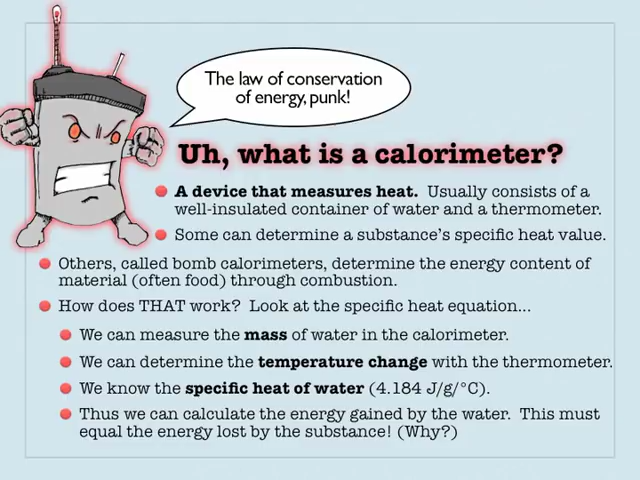 The law of conservation
of energy, punk!
Uh, what is a calorimeter?
A device that measures heat.  Usually consists of a
well-insulated container of water and a thermometer.
Some can determine a substance's specific heat value.
Others, called bomb calorimeters, determine the energy content of
material (often food) through combustion.
How does THAT work?  Look at the specific heat equation...
We can measure the mass of water in the calorimeter.
We can determine the temperature change with the thermometer.
We know the specific heat of water (4.184 J/g/°C).
Thus we can calculate the energy gained by the water.  This must
equal the energy lost by the substance! (Why?)